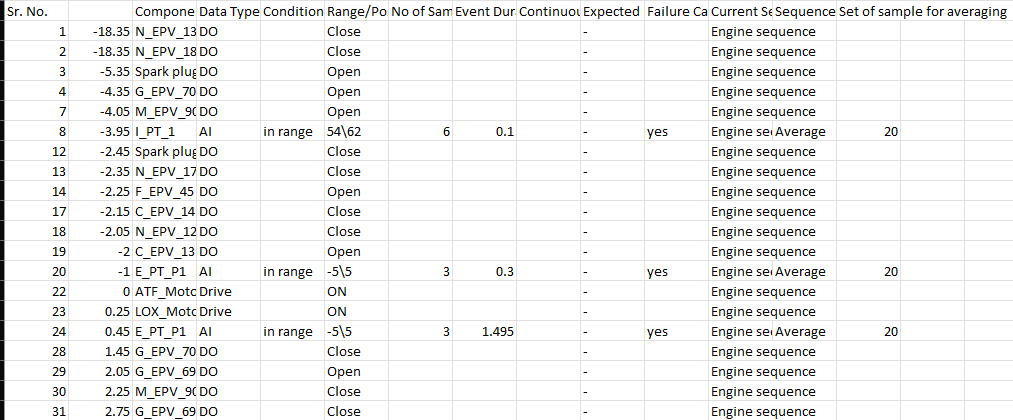 Sr. No. Compone Data Type Condition Range/Po No of Sam Event Dur Continuou Expected Failure Ca Current Se Sequence Set of sample for averaging
1 -18.35 N_EPV_13 DO Close - Engine sequence
2 -18.35 N_EPV_18 DO Close - Engine sequence
3 -5.35 Spark plug DO Open - Engine sequence
4 -4.35 G_EPV_70 DO Open - Engine sequence
7 -4.05 M_EPV_90 DO Open - Engine sequence
8 -3.95 I_PT_1 AI in range 54\62 6 0.1 - yes Engine sec Average 20
12 -2.45 Spark plug DO Close - Engine sequence
13 -2.35 N_EPV_17 DO Close - Engine sequence
14 -2.25 F_EPV_45 DO Open - Engine sequence
17 -2.15 C_EPV_14 DO Close - Engine sequence
18 -2.05 N_EPV_12 DO Close - Engine sequence
19 -2 C_EPV_13 DO Open - Engine sequence
20 -1 E_PT_P1 AI in range -5\5 3 0.3 - yes Engine sec Average 20
22 0 ATF_Motc Drive ON - Engine sequence
23 0.25 LOX_Motc Drive ON - Engine sequence
24 0.45 E_PT_P1 AI in range -5\5 3 1.495 - yes Engine sec Average 20
28 1.45 G_EPV_70 DO Close - Engine sequence
29 2.05 G_EPV_69 DO Open - Engine sequence
30 2.25 M_EPV_90 DO Close - Engine sequence
31 2.75 G_EPV_69 DO Close - Engine sequence